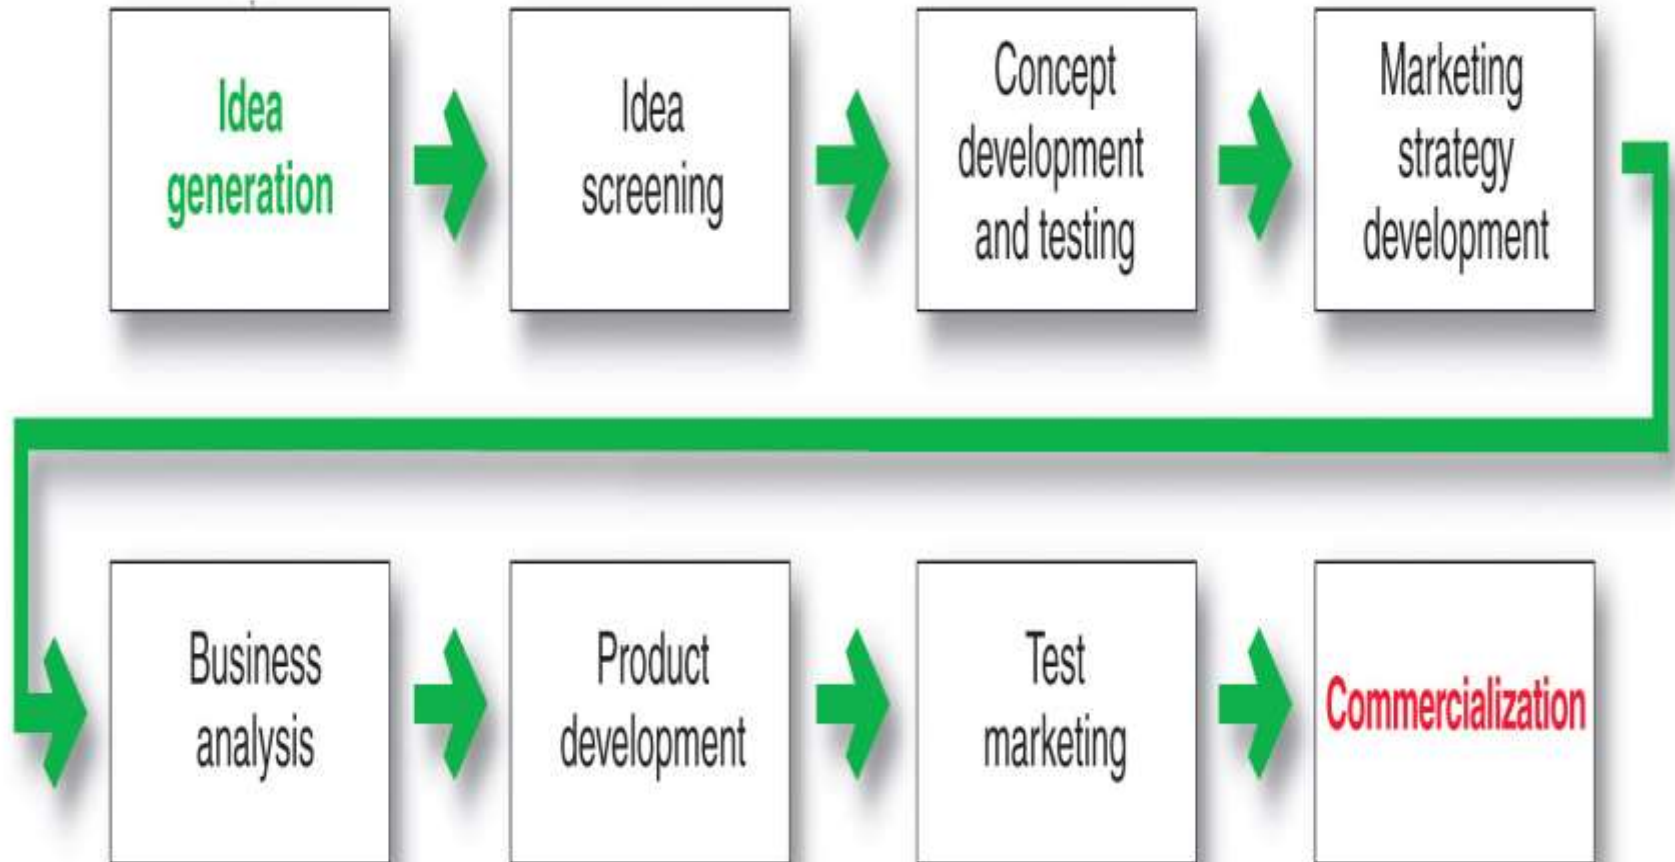 Idea
generation
Idea
screening
Concept
development
and testing
Marketing
strategy
development
Business
analysis
Product
development
Test
marketing
Commercialization